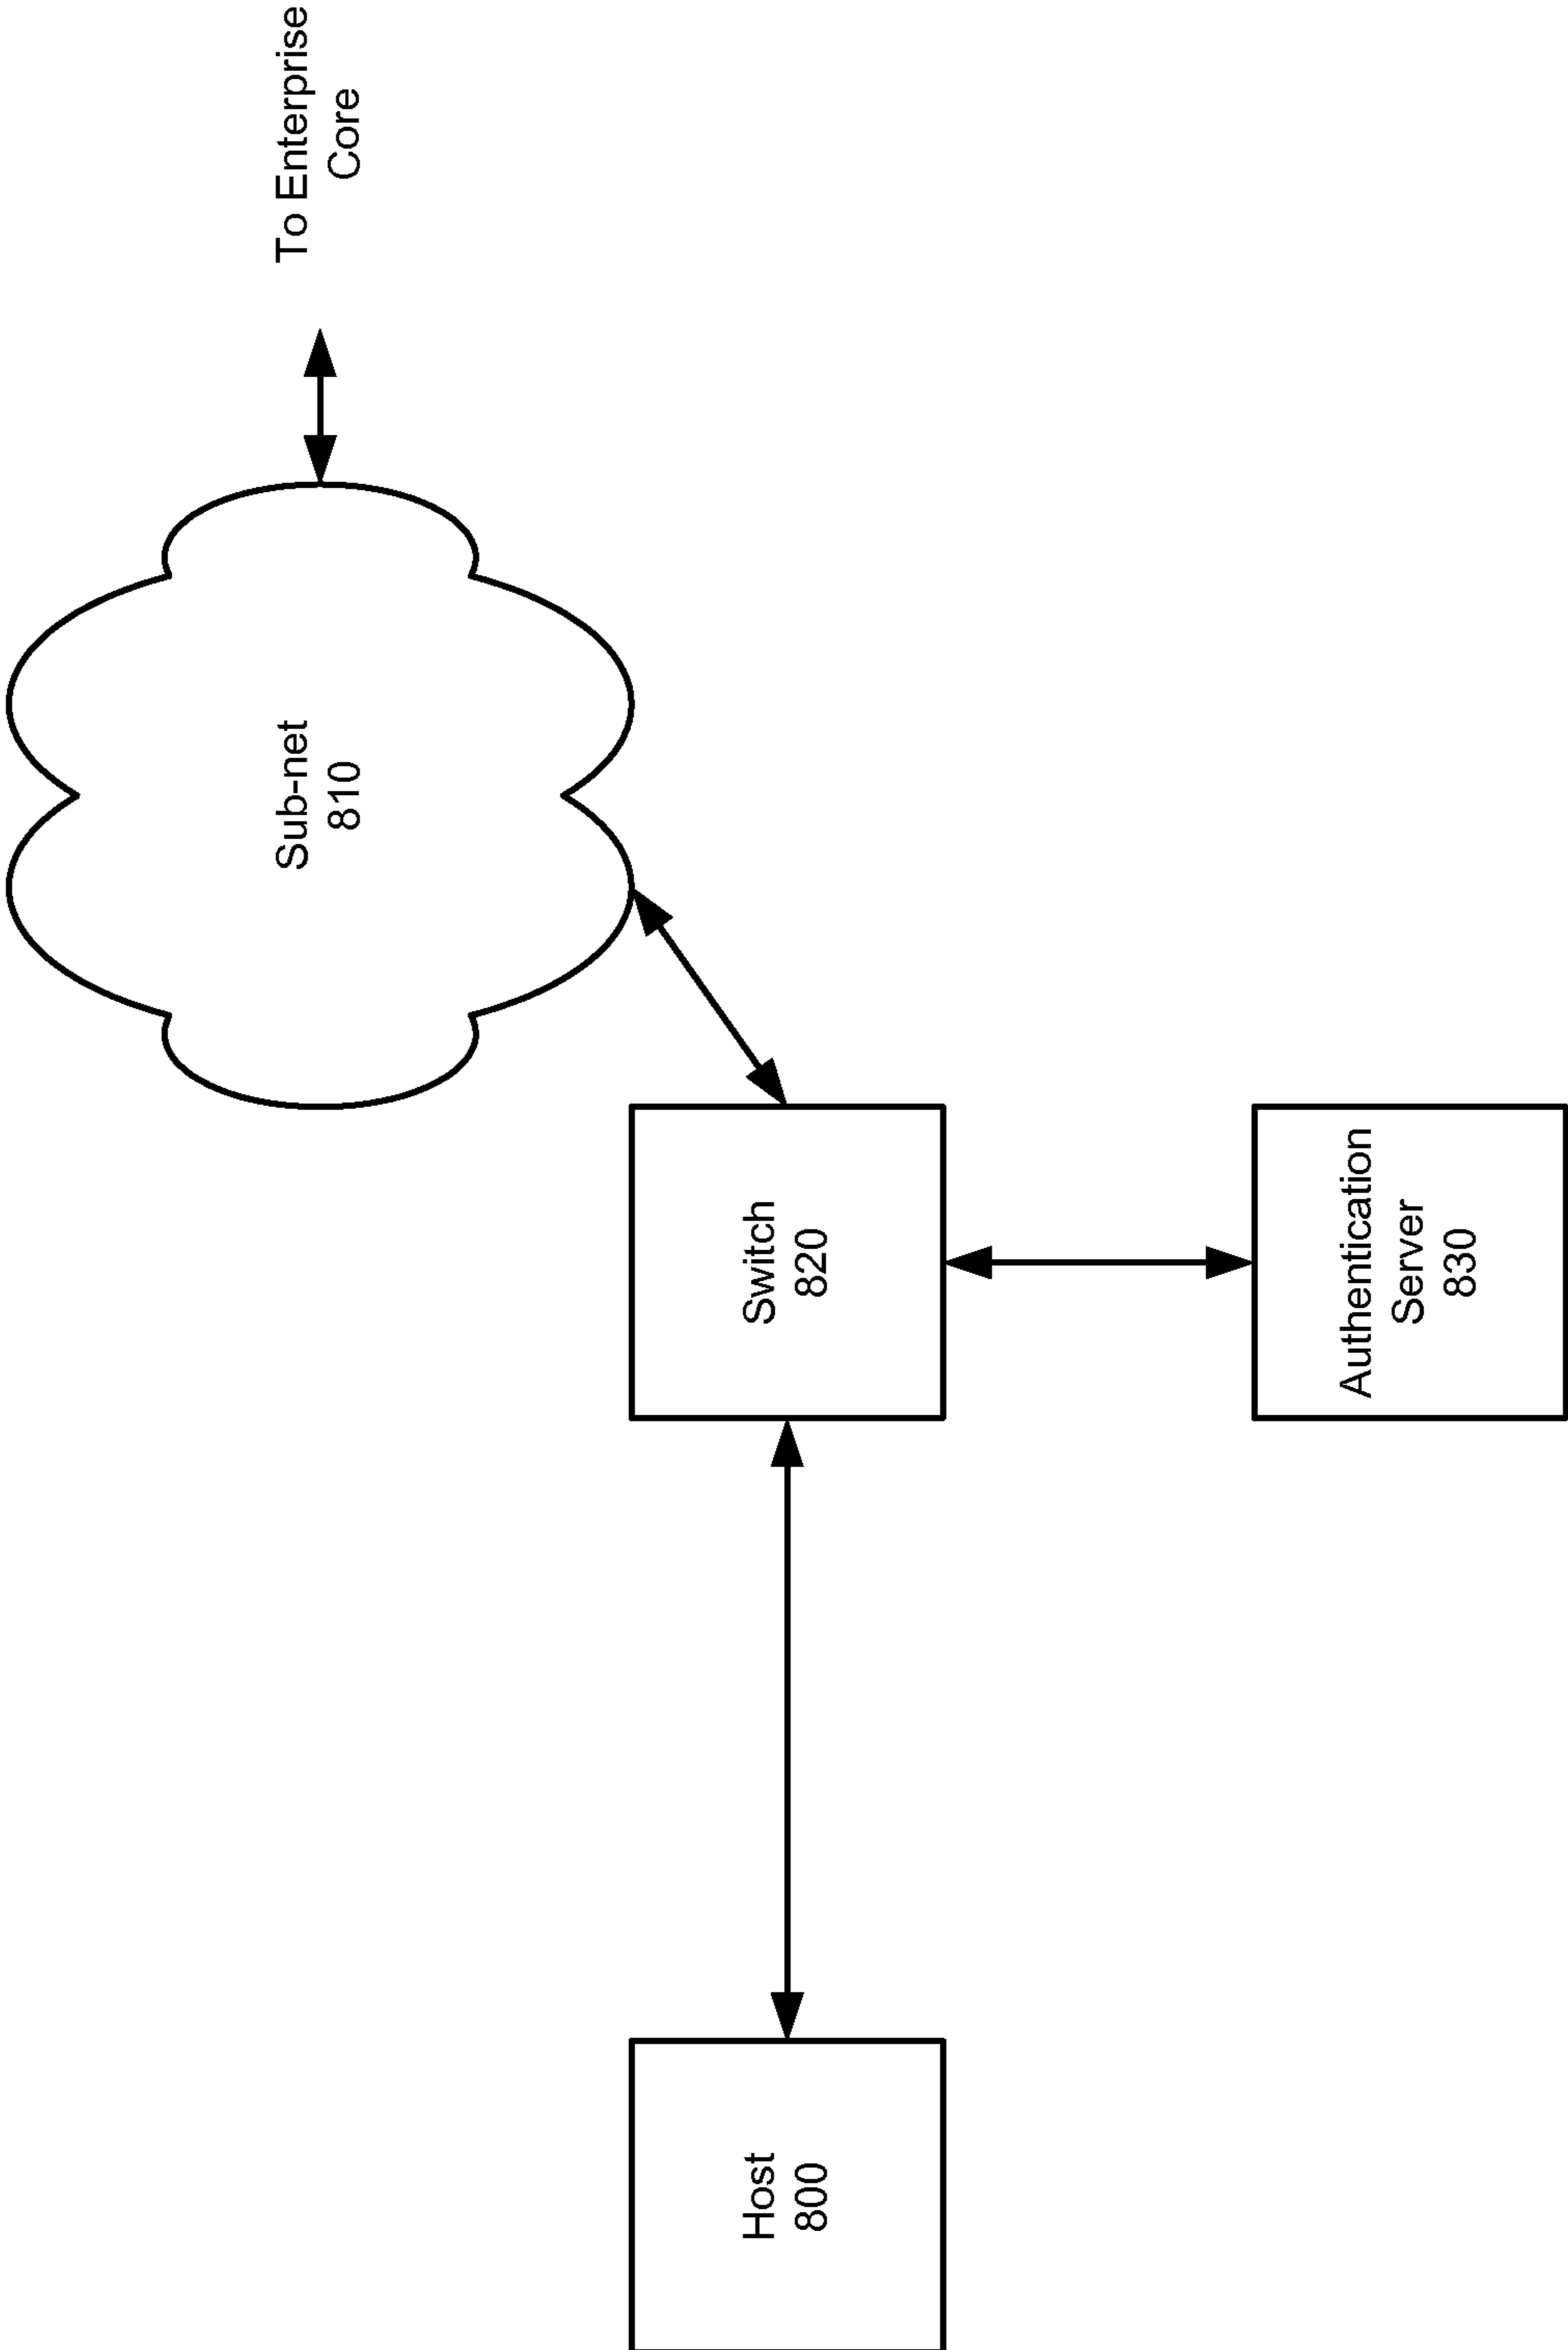 To Enterprise
Core
Sub-net
810
Switch
820
Authentication
Server
830
Host
800